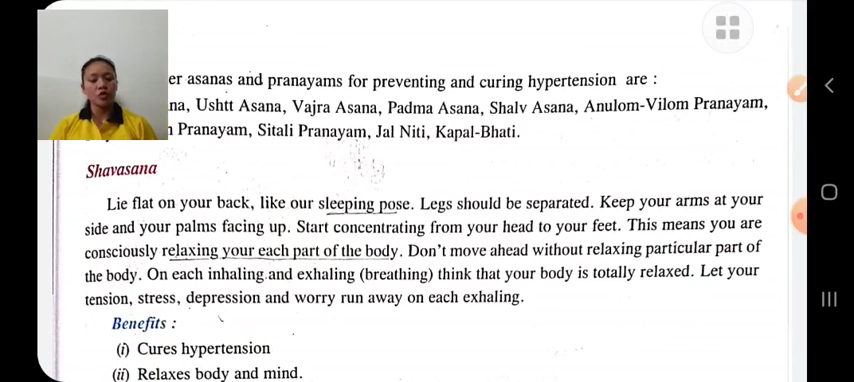 er asanas and pranayams for preventing and curing hypertension are :
na, Ushtt Asana, Vajra Asana, Padma Asana, Shalv Asana, Anulom-Vilom Pranayam,
Pranayam, Sitali Pranayam, Jal Niti, Kapal-Bhati.
Shavasana
Lie flat on your back, like our sleeping pose. Legs should be separated. Keep your arms at your
side and your palms facing up. Start concentrating from your head to your feet. This means you are
consciously relaxing your each part of the body. Don't move ahead without relaxing particular part of
the body. On each inhaling and exhaling (breathing) think that your body is totally relaxed. Let your
tension, stress, depression and worry run away on each exhaling.
Benefits :
(i) Cures hypertension
(ii) Relaxes body and mind.